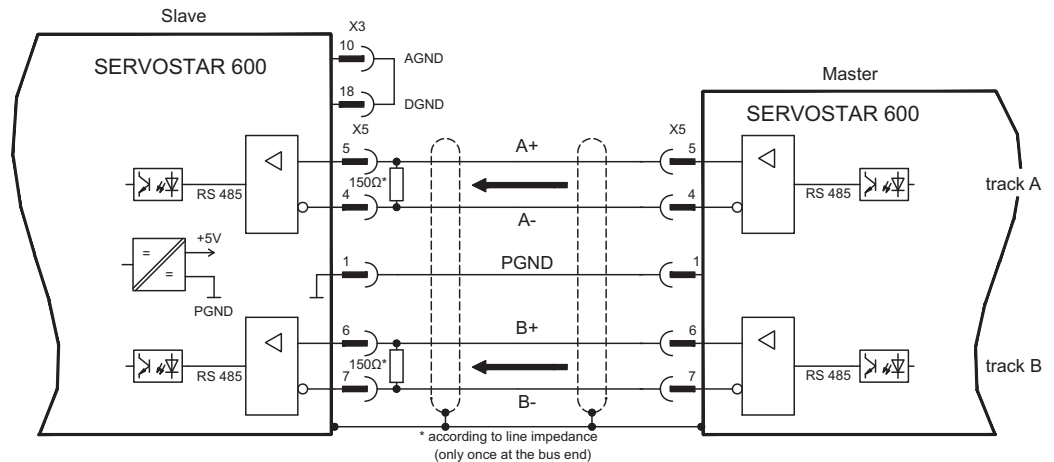 Slave
X3
10
AGND
SERVOSTAR 600
18
DGND
Master
SERVOSTAR 600
X5
X5
5
A+
5
RS 485
150Ω*
RS 485
track A
4
A-
4
+5V
=
=
PGND
1
PGND
1
6
B+
6
RS 485
150Ω*
RS 485
track B
7
B-
7
* according to line impedance
(only once at the bus end)